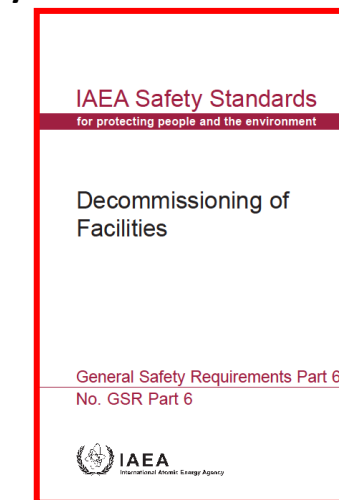 IAEA Safety Standards
for protecting people and the environment
Decommissioning of
Facilities
General Safety Requirements Part 6
No. GSR Part 6
IAEA
International Atomic Energy Agency